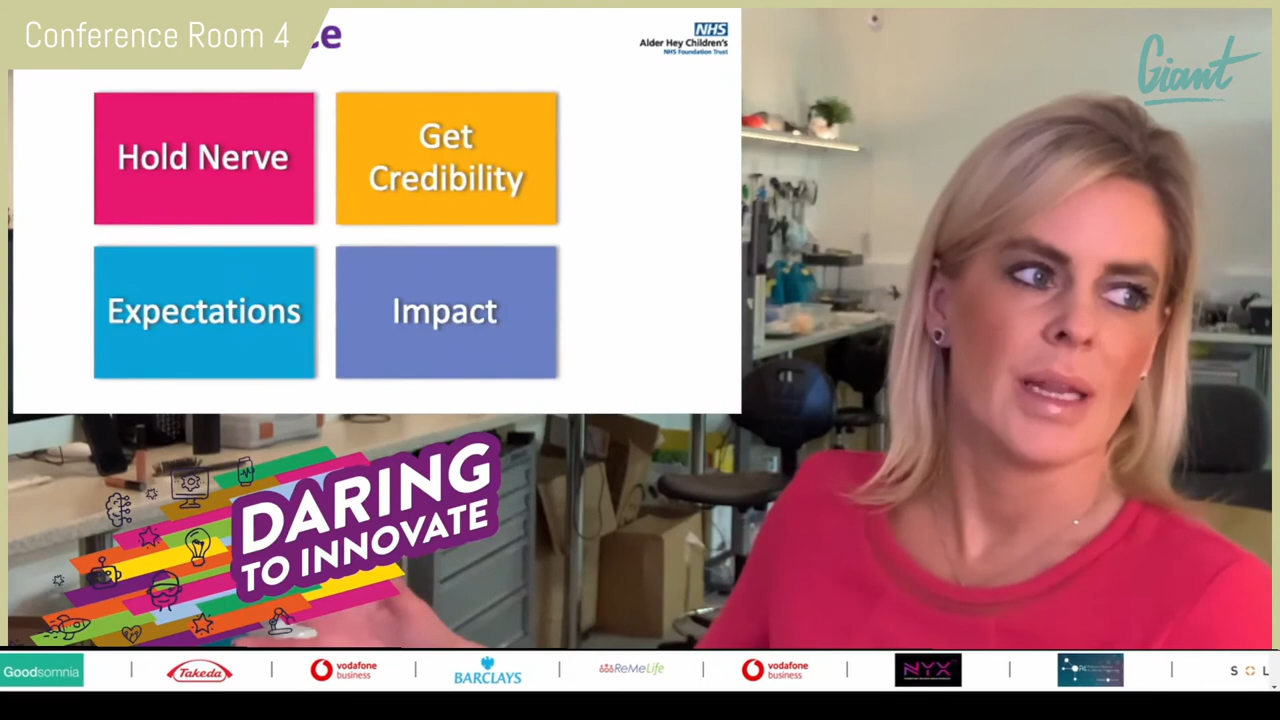 Conference Room 4
NHS
Alder Hey Children's
NHS Foundation Trust
Giant
Hold Nerve
Get
Credibility
Expectations
Impact
DARING
TO INNOVATE
Goodsomnia
Takeda
vodafone
business
BARCLAYS
ReMeLife
vodafone
business
NYX